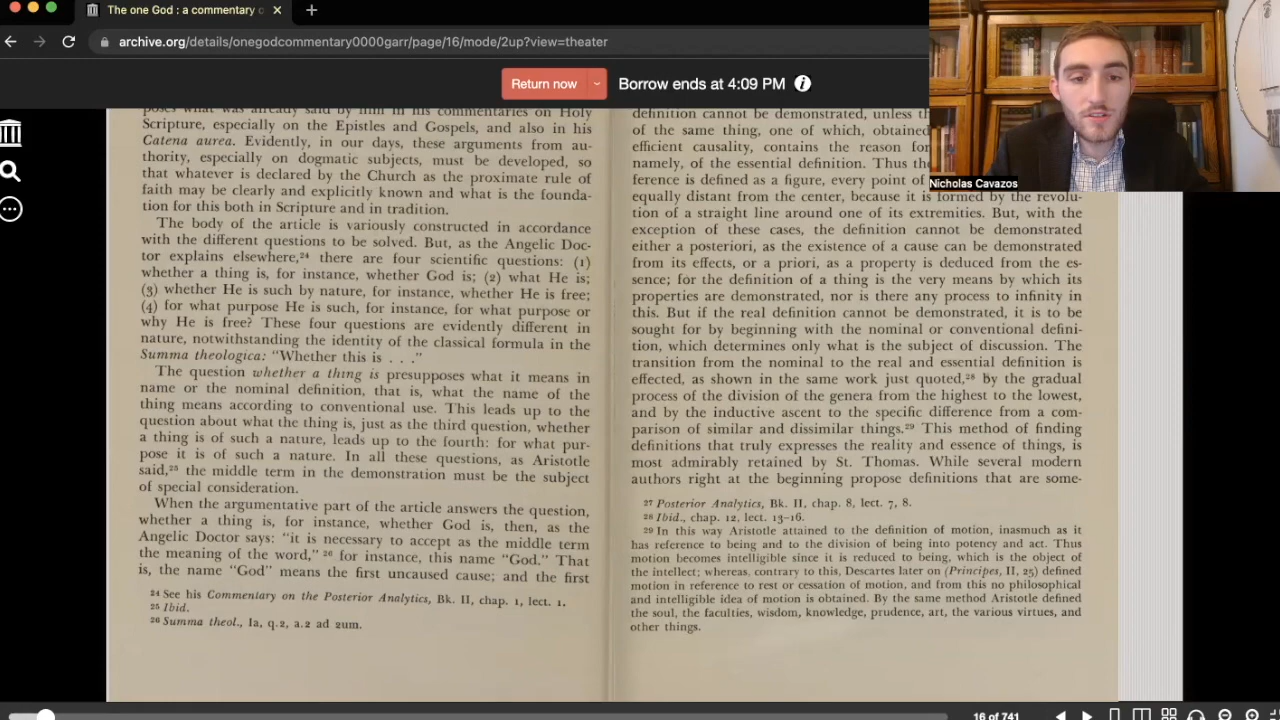 The one God : a commentary o
archive.org/details/onegodcommentary0000garr/page/16/mode/2up?view=theater
Return now
Borrow ends at 4:09 PM
Nicholas Cavazos
poses what was already said by him in his commentaries on Holy
Scripture, especially on the Epistles and Gospels, and also in his
Catena aurea. Evidently, in our days, these arguments from au-
thority, especially on dogmatic subjects, must be developed, so
that whatever is declared by the Church as the proximate rule of
faith may be clearly and explicitly known and what is the founda-
tion for this both in Scripture and in tradition.
The body of the article is variously constructed in accordance
with the different questions to be solved. But, as the Angelic Doc-
tor explains elsewhere,24 there are four scientific questions: (1)
whether a thing is, for instance, whether God is; (2) what He is;
(3) whether He is such by nature, for instance, whether He is free;
(4) for what purpose He is such, for instance, for what purpose or
why He is free? These four questions are evidently different in
nature, notwithstanding the identity of the classical formula in the
Summa theologica: "Whether this is . . ."
The question whether a thing is presupposes what it means in
name or the nominal definition, that is, what the name of the
thing means according to conventional use. This leads up to the
question about what the thing is, just as the third question, whether
a thing is of such a nature, leads up to the fourth: for what pur-
pose it is of such a nature. In all these questions, as Aristotle
said,25 the middle term in the demonstration must be the subject
of special consideration.
When the argumentative part of the article answers the question,
whether a thing is, for instance, whether God is, then, as the
Angelic Doctor says: "it is necessary to accept as the middle term
the meaning of the word," 26 for instance, this name "God." That
is, the name "God" means the first uncaused cause; and the first
24 See his Commentary on the Posterior Analytics, Bk. II, chap. 1, lect. 1.
25 Ibid.
26 Summa theol., Ia, q.2, a.2 ad 2um.
definition cannot be demonstrated, unless th
of the same thing, one of which, obtained
efficient causality, contains the reason for
namely, of the essential definition. Thus the
ference is defined as a figure, every point of
equally distant from the center, because it is formed by the revolu-
tion of a straight line around one of its extremities. But, with the
exception of these cases, the definition cannot be demonstrated
either a posteriori, as the existence of a cause can be demonstrated
from its effects, or a priori, as a property is deduced from the es-
sence; for the definition of a thing is the very means by which its
properties are demonstrated, nor is there any process to infinity in
this. But if the real definition cannot be demonstrated, it is to be
sought for by beginning with the nominal or conventional defini-
tion, which determines only what is the subject of discussion. The
transition from the nominal to the real and essential definition is
effected, as shown in the same work just quoted,28 by the gradual
process of the division of the genera from the highest to the lowest,
and by the inductive ascent to the specific difference from a com-
parison of similar and dissimilar things.29 This method of finding
definitions that truly expresses the reality and essence of things, is
most admirably retained by St. Thomas. While several modern
authors right at the beginning propose definitions that are some-
27 Posterior Analytics, Bk. II, chap. 8, lect. 7, 8.
28 Ibid., chap. 12, lect. 13-16.
29 In this way Aristotle attained to the definition of motion, inasmuch as it
has reference to being and to the division of being into potency and act. Thus
motion becomes intelligible since it is reduced to being, which is the object of
the intellect; whereas, contrary to this, Descartes later on (Principes, II, 25) defined
motion in reference to rest or cessation of motion, and from this no philosophical
and intelligible idea of motion is obtained. By the same method Aristotle defined
the soul, the faculties, wisdom, knowledge, prudence, art, the various virtues, and
other things.
16 of 741